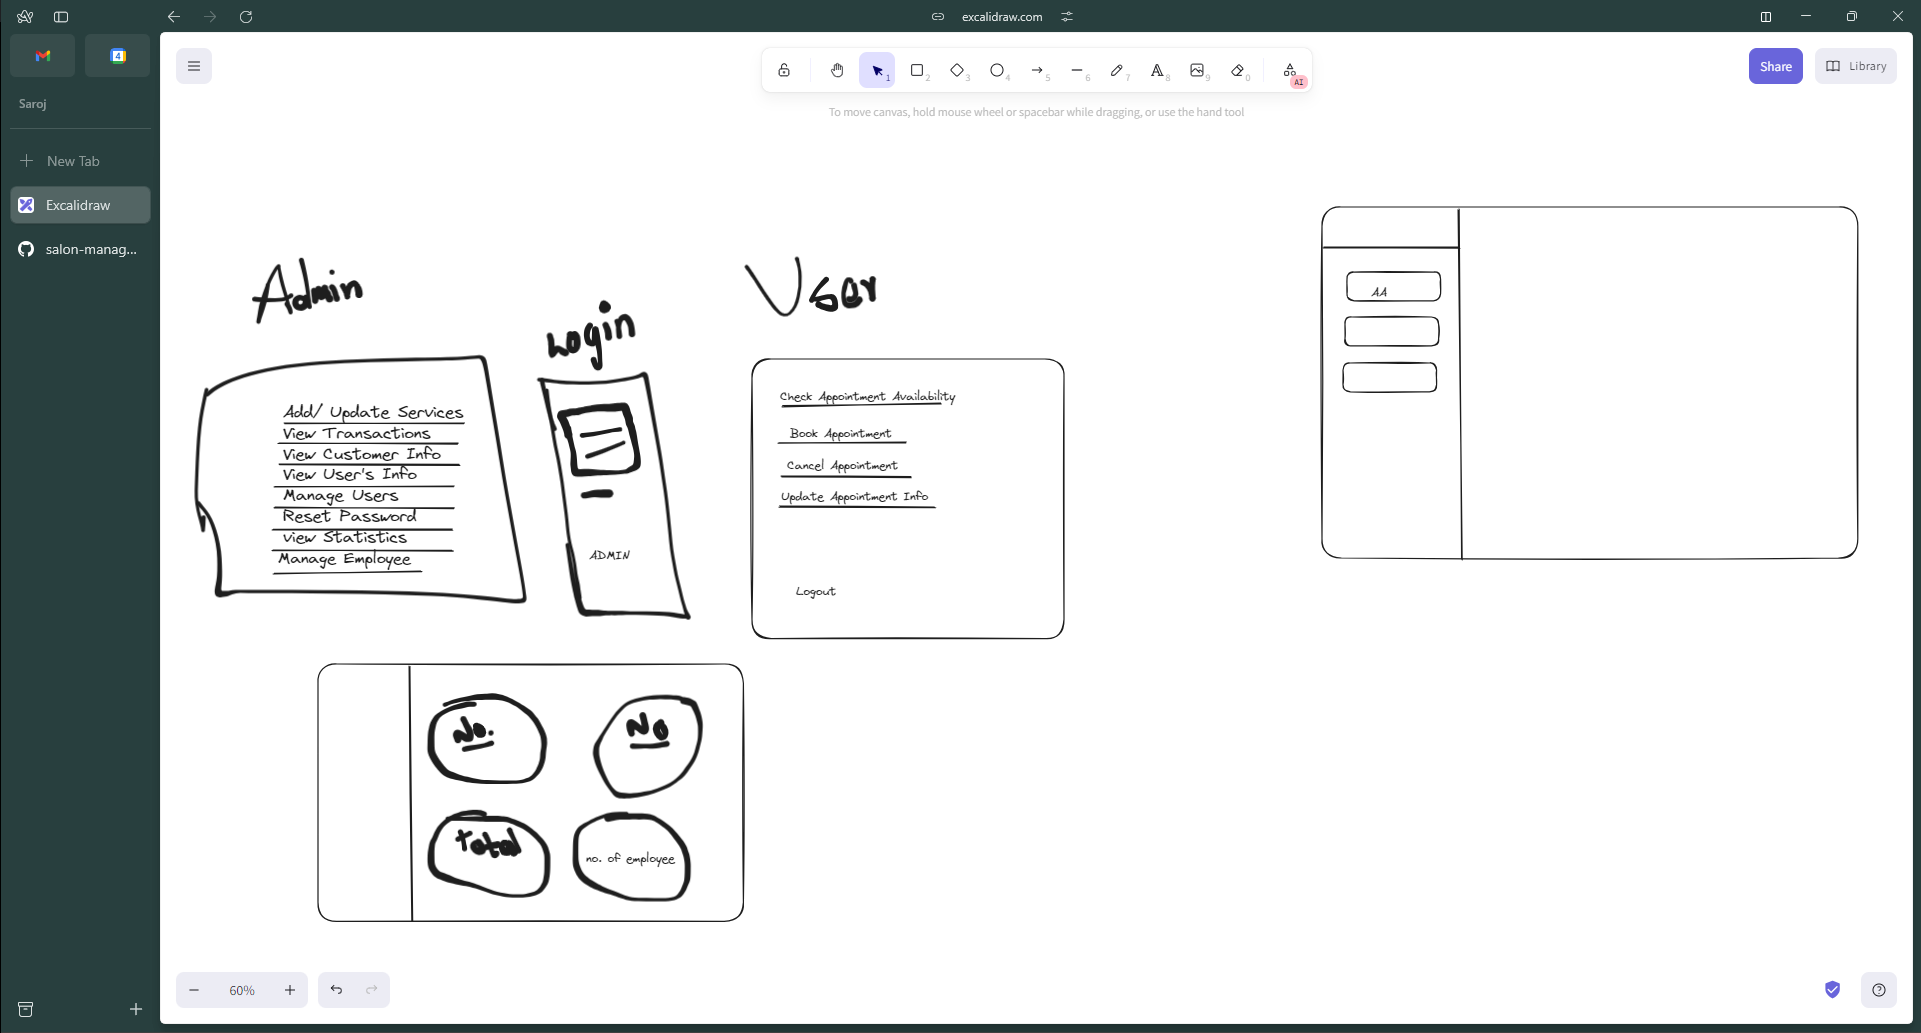 excalidraw.com
4
Saroj
New Tab
Excalidraw
salon-manag...
1
2
3
4
5
6
7
8
9
0
AI
Share
Library
To move canvas, hold mouse wheel or spacebar while dragging, or use the hand tool
Admin
Add/ Update Services
View Transactions
View Customer Info
View User's Info
Manage Users
Reset Password
view Statistics
Manage Employee
Login
ADMIN
User
Check Appointment Availability
Book Appointment
Cancel Appointment
Update Appointment Info
Logout
AA
No.
No
total
no. of employee
60%